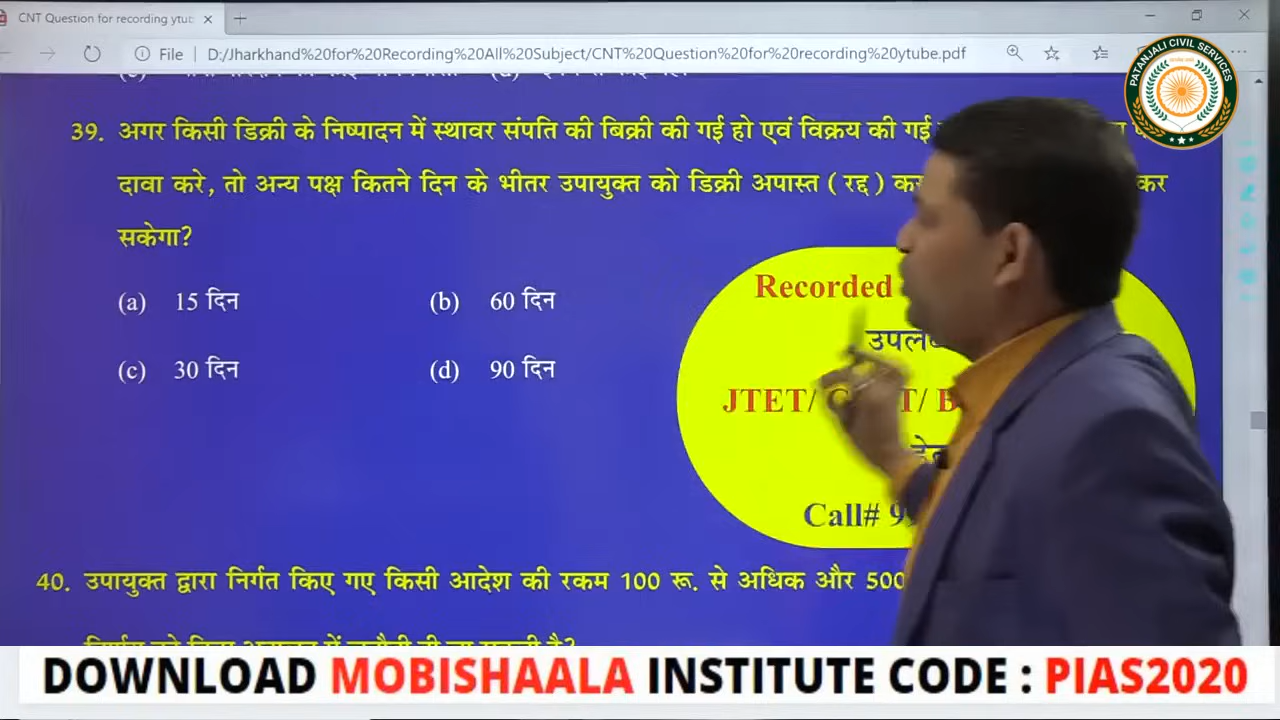 CNT Question for recording ytub
File D:/Jharkhand%20for%20Recording%20All%20Subject/CNT%20Question%20for%20recording%20ytube.pdf
PATANJALI CIVIL SERVICES
39. अगर किसी डिक्री के निष्पादन में स्थावर संपति की बिक्री की गई हो एवं विक्रय की गई
दावा करे, तो अन्य पक्ष कितने दिन के भीतर उपायुक्त को डिक्री अपास्त ( रद्द ) कर
सकेगा?
(a) 15 दिन (b) 60 दिन
(c) 30 दिन (d) 90 दिन
Recorded
JTET/
Call# 9
40. उपायुक्त द्वारा निर्गत किए गए किसी आदेश की रकम 100 रू. से अधिक और 500
DOWNLOAD MOBISHAALA INSTITUTE CODE : PIAS2020